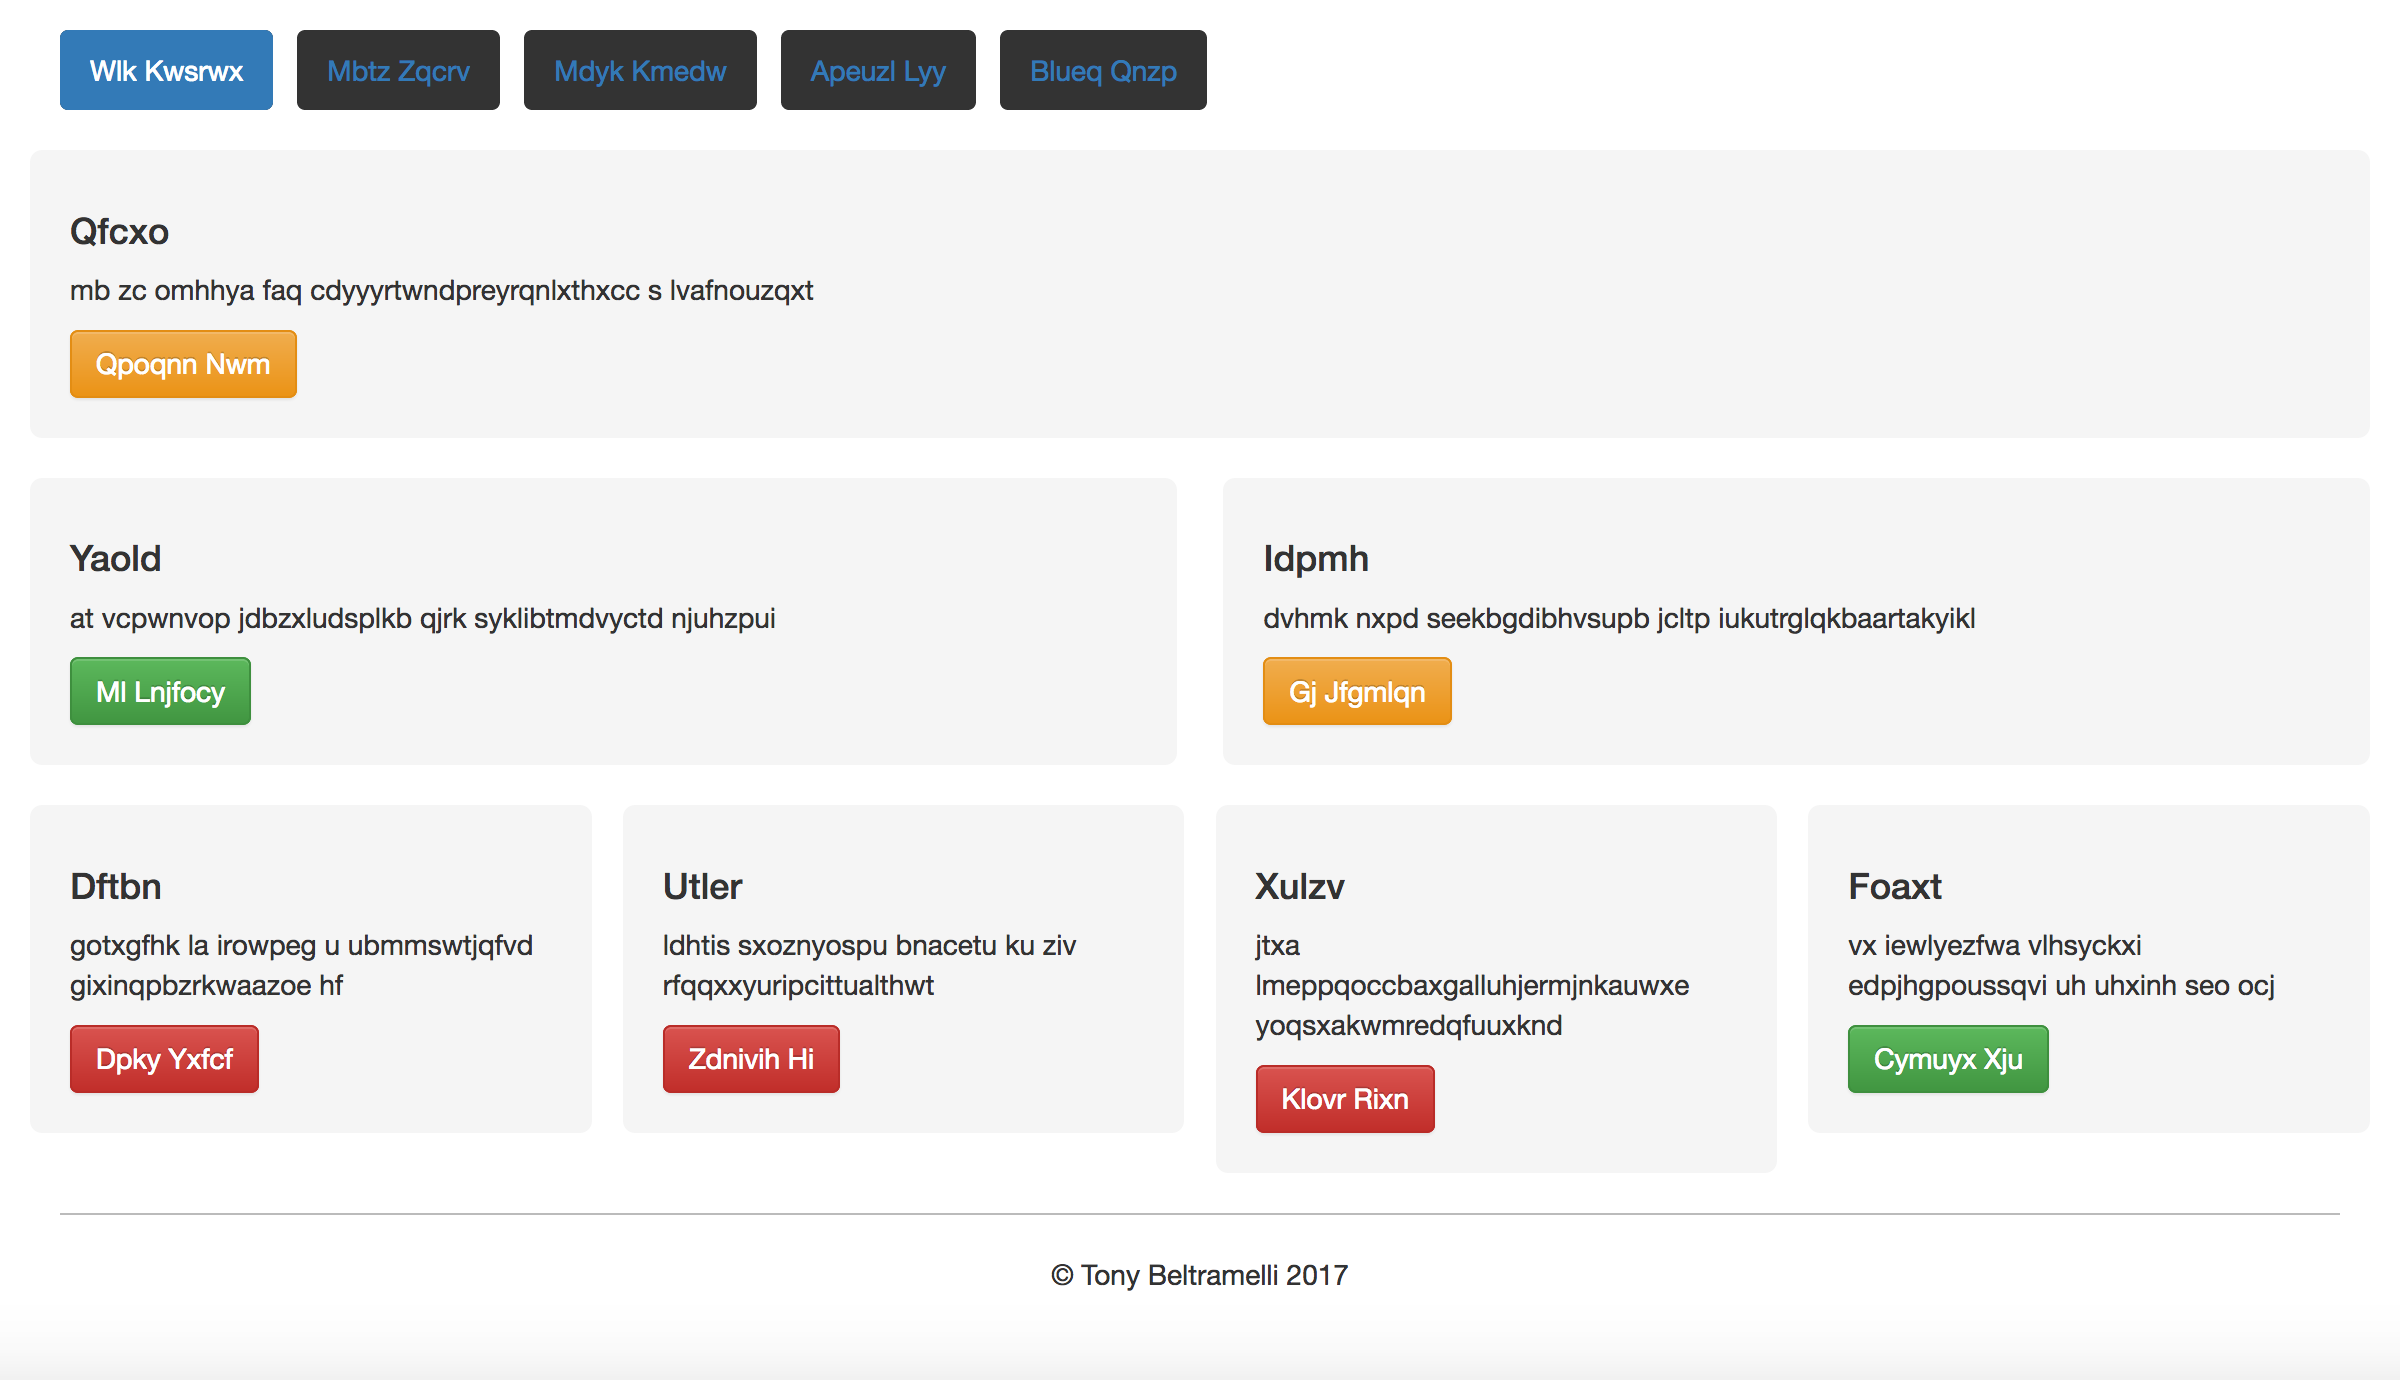 Wlk Kwsrwx
Mbtz Zqcrv
Mdyk Kmedw
Apeuzl Lyy
Blueq Qnzp
Qfcxo
mb zc omhhya faq cdyyyrtwndpreyrqnlxthxcc s lvafnouzqxt
Qpoqnn Nwm
Yaold
at vcpwnvop jdbzxludsplkb qjrk syklibtmdvyctd njuhzpui
Ml Lnjfocy
Idpmh
dvhmk nxpd seekbgdibhvsupb jcltp iukutrglqkbaartakyikl
Gj Jfgmlqn
Dftbn
gotxgfhk la irowpeg u ubmmswtjqfvd
gixinqpbzrkwaazoe hf
Dpky Yxfcf
Utler
ldhtis sxoznyospu bnacetu ku ziv
rfqqxxyuripcittualthwt
Zdnivih Hi
Xulzv
jtxa
lmeppqoccbaxgalluhjermjnkauwxe
yoqsxakwmredqfuuxknd
Klovr Rixn
Foaxt
vx iewlyezfwa vlhsyckxi
edpjhgpoussqvi uh uhxinh seo ocj
Cymuyx Xju
© Tony Beltramelli 2017